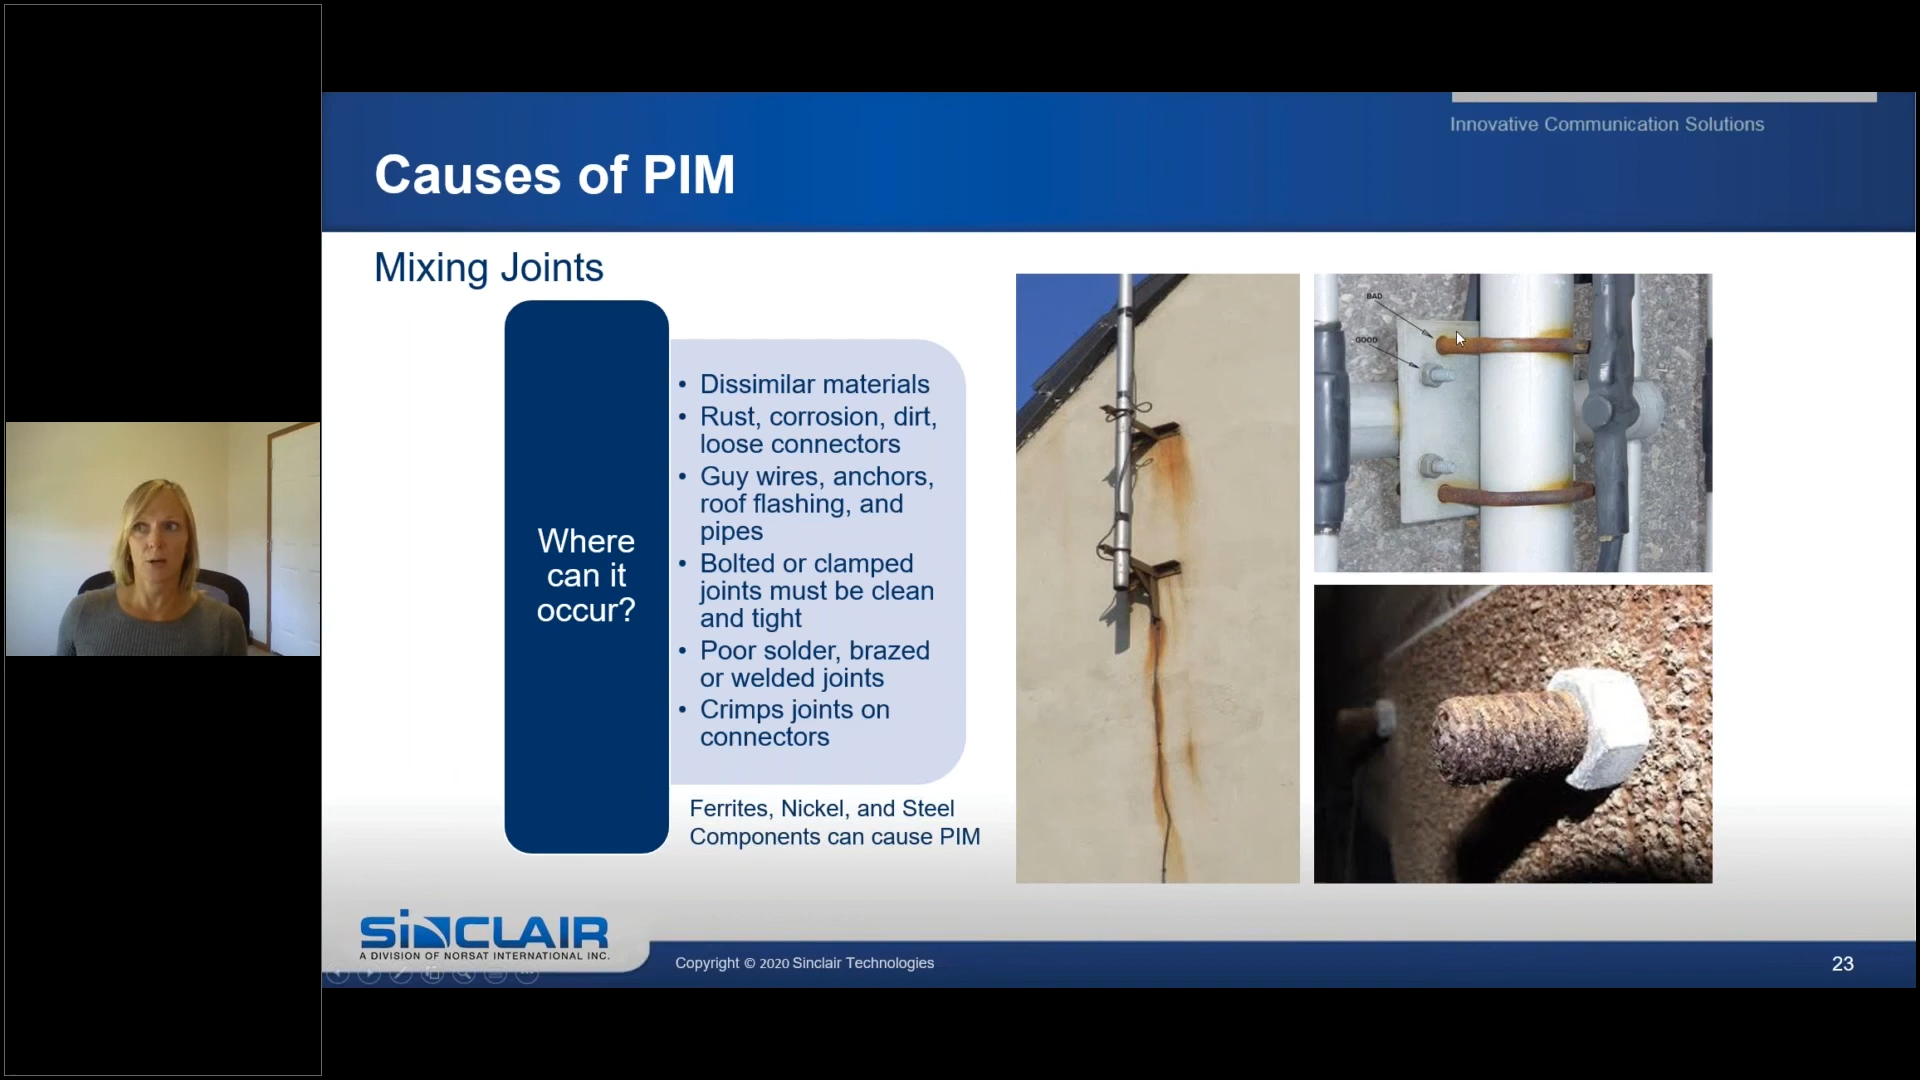 Innovative Communication Solutions
Causes of PIM
Mixing Joints
Where
can it
occur?
• Dissimilar materials
• Rust, corrosion, dirt,
loose connectors
• Guy wires, anchors,
roof flashing, and
pipes
• Bolted or clamped
joints must be clean
and tight
• Poor solder, brazed
or welded joints
• Crimps joints on
connectors
Ferrites, Nickel, and Steel
Components can cause PIM
BAD
GOOD
SiNCLAIR
A DIVISION OF NORSAT INTERNATIONAL INC.
Copyright © 2020 Sinclair Technologies
23